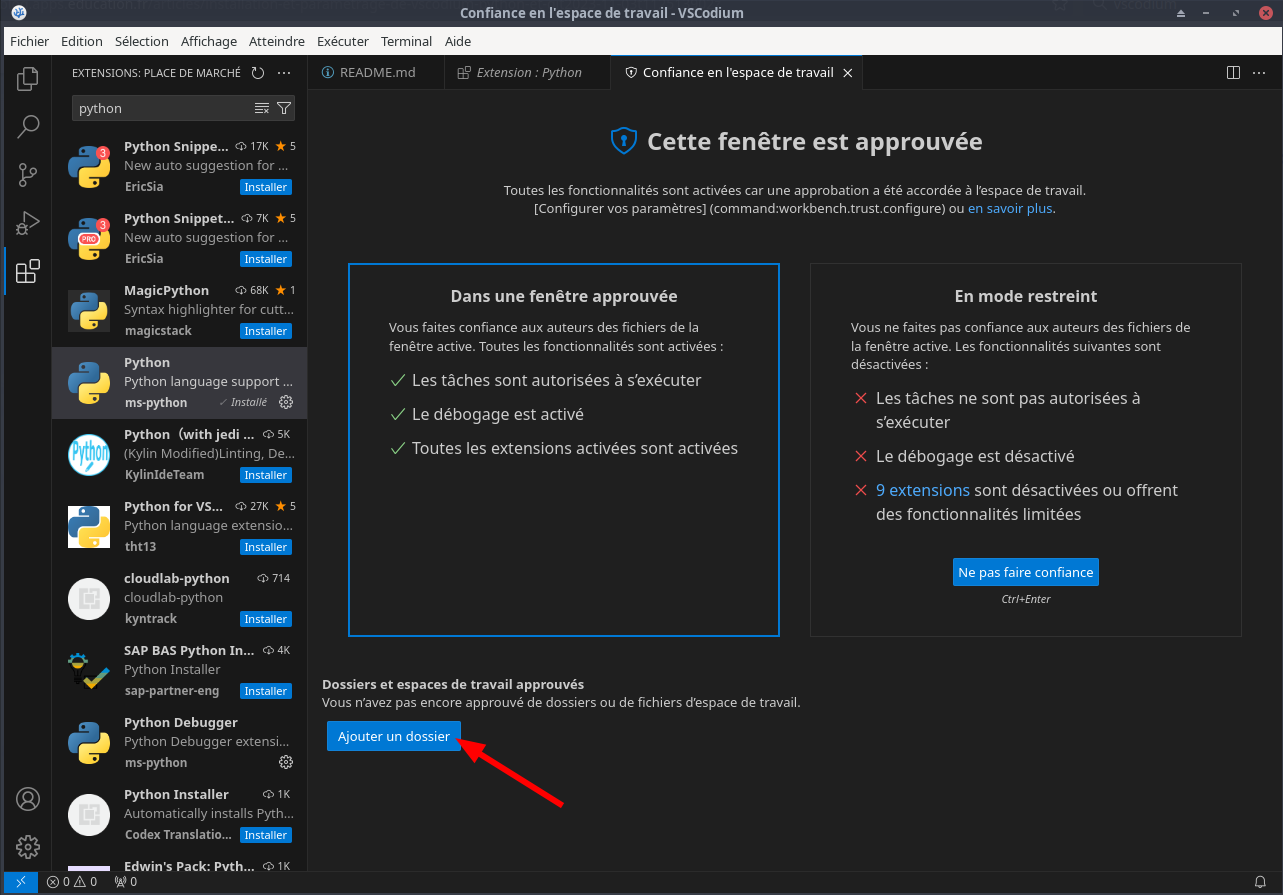 Confiance en l'espace de travail - VSCodium
Fichier Edition Sélection Affichage Atteindre Exécuter Terminal Aide
EXTENSIONS: PLACE DE MARCHÉ
README.md
Extension : Python
Confiance en l'espace de travail
python
Python Snippe... 17K 5
New auto suggestion for ...
EricSia Installer
3
Python Snippet... 7K 5
New auto suggestion for ...
EricSia Installer
3
PRO
MagicPython 68K 1
Syntax highlighter for cutt...
magicstack Installer
Python
Python language support ...
ms-python Installé
Python（with jedi ... 5K
(Kylin Modified)Linting, De...
KylinIdeTeam Installer
Python
Python for VS... 27K 5
Python language extensio...
tht13 Installer
cloudlab-python 714
cloudlab-python
kyntrack Installer
SAP BAS Python In... 4K
Python Installer
sap-partner-eng Installer
Python Debugger
Python Debugger extensi...
ms-python
Python Installer 1K
Automatically installs Pyth...
Codex Translatio... Installer
Edwin's Pack: Pyth... 1K
Cette fenêtre est approuvée
Toutes les fonctionnalités sont activées car une approbation a été accordée à l’espace de travail.
[Configurer vos paramètres] (command:workbench.trust.configure) ou en savoir plus.
Dans une fenêtre approuvée
Vous faites confiance aux auteurs des fichiers de la
fenêtre active. Toutes les fonctionnalités sont activées :
Les tâches sont autorisées à s’exécuter
Le débogage est activé
Toutes les extensions activées sont activées
En mode restreint
Vous ne faites pas confiance aux auteurs des fichiers de
la fenêtre active. Les fonctionnalités suivantes sont
désactivées :
Les tâches ne sont pas autorisées à
s’exécuter
Le débogage est désactivé
9 extensions sont désactivées ou offrent
des fonctionnalités limitées
Ne pas faire confiance
Ctrl+Enter
Dossiers et espaces de travail approuvés
Vous n’avez pas encore approuvé de dossiers ou de fichiers d’espace de travail.
Ajouter un dossier
0 0 0